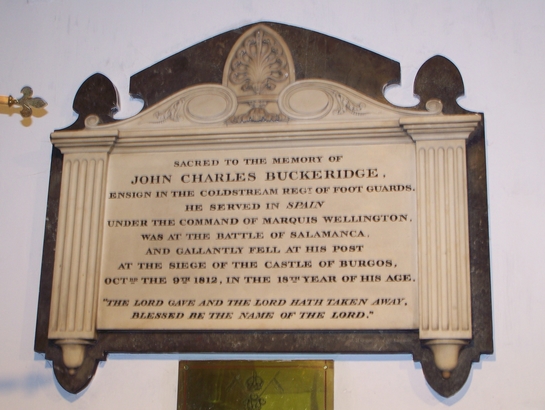 SACRED TO THE MEMORY OF
JOHN CHARLES BUCKERIDGE.
ENSIGN IN THE COLDSTREAM REGT. OF FOOT GUARDS.
HE SERVED IN SPAIN
UNDER THE COMMAND OF MARQUIS WELLINGTON.
WAS AT THE BATTLE OF SALAMANCA.
AND GALLANTLY FELL AT HIS POST
AT THE SIEGE OF THE CASTLE OF BURGOS,
OCTOR THE 9TH 1812, IN THE 18TH YEAR OF HIS AGE.
"THE LORD GAVE AND THE LORD HATH TAKEN AWAY,
BLESSED BE THE NAME OF THE LORD."